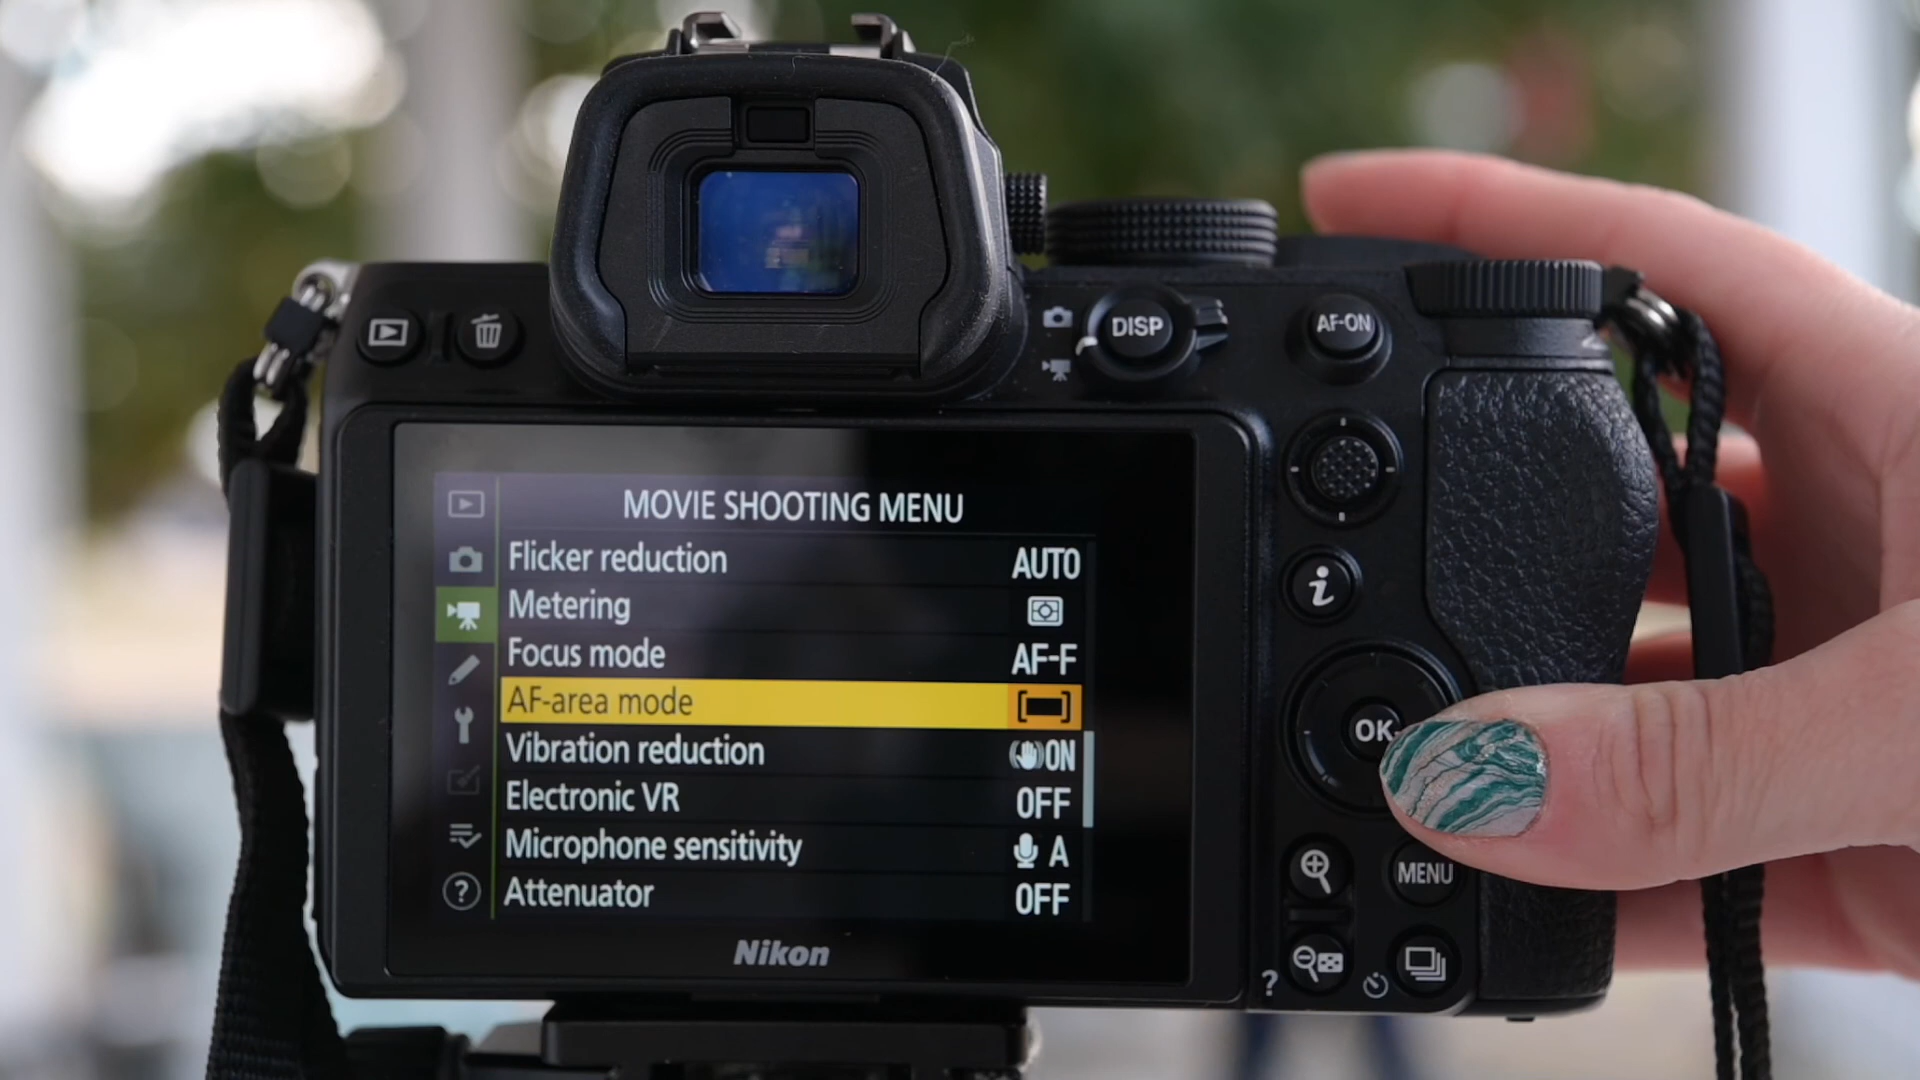 DISP
AF-ON
MOVIE SHOOTING MENU
Flicker reduction AUTO
Metering
Focus mode AF-F
AF-area mode
Vibration reduction ON
Electronic VR OFF
Microphone sensitivity A
Attenuator OFF
?
Nikon
i
OK
MENU
?